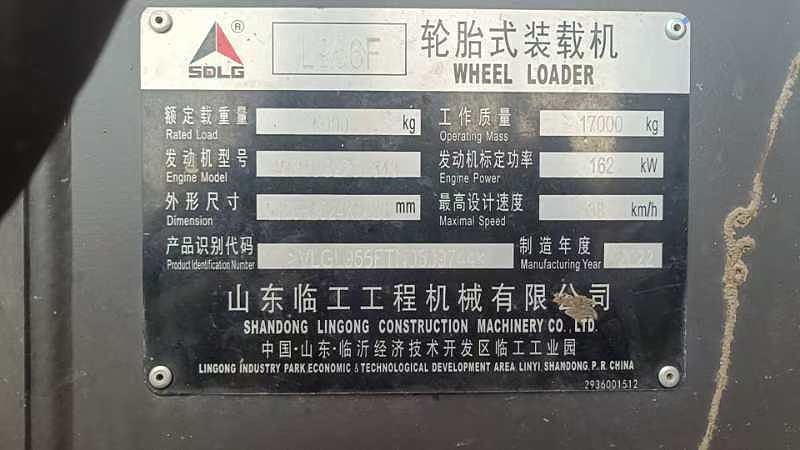 SDLG ®
轮胎式装载机
WHEEL LOADER
额定载重量 kg
Rated Load
工作质量 17000 kg
Operating Mass
发动机型号
Engine Model
发动机标定功率 162 kW
Engine Power
外形尺寸 mm
Dimension
最高设计速度 38 km/h
Maximal Speed
产品识别代码
Product Identification Number
制造年度 2022
Manufacturing Year
山东临工工程机械有限公司
SHANDONG LINGONG CONSTRUCTION MACHINERY CO., LTD.
中国·山东·临沂经济技术开发区临工工业园
LINGONG INDUSTRY PARK ECONOMIC & TECHNOLOGICAL DEVELOPMENT AREA LINYI SHANDONG, P.R. CHINA
2936001512